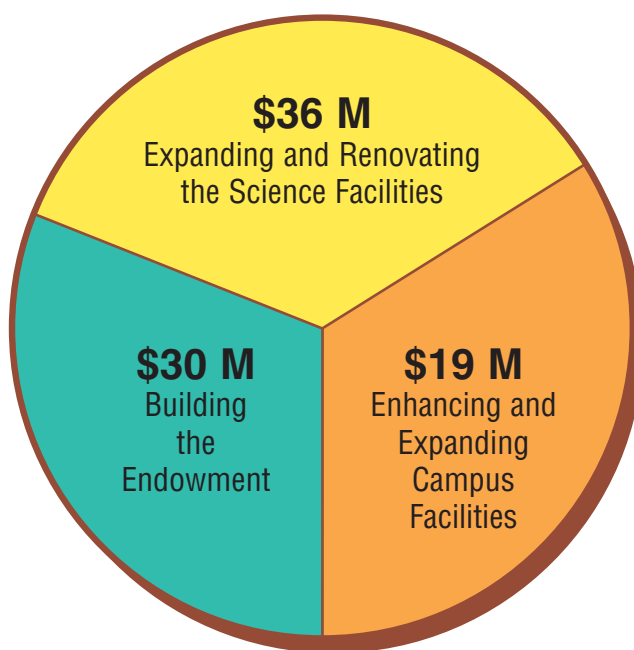 $36 M
Expanding and Renovating
the Science Facilities
$30 M
Building
the
Endowment
$19 M
Enhancing and
Expanding
Campus
Facilities